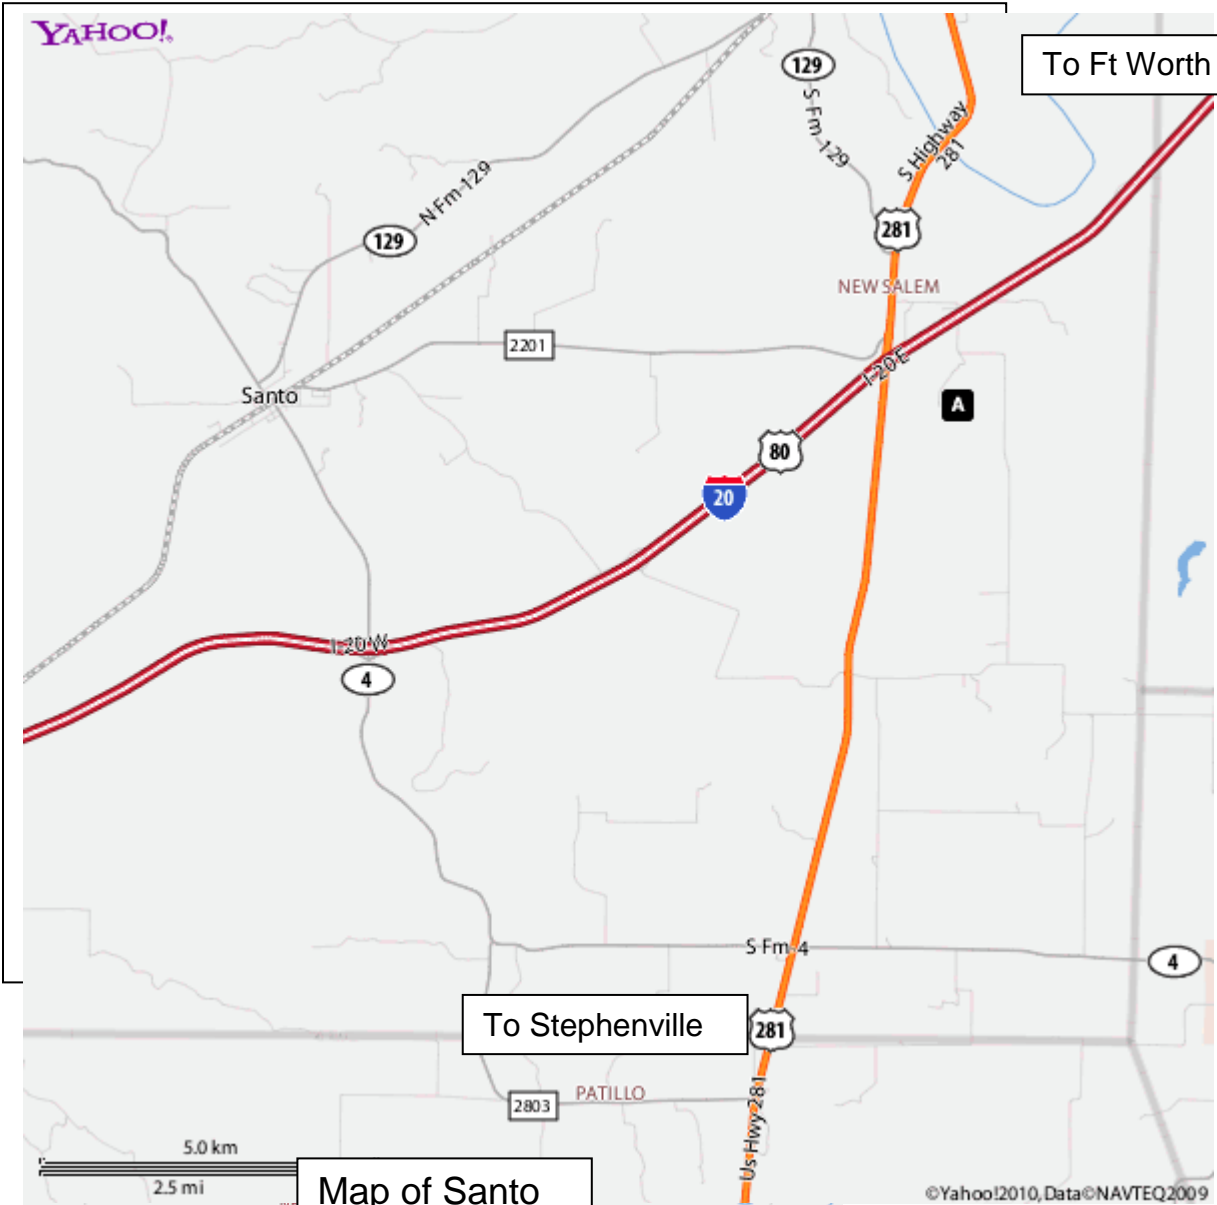 YAHOO!
To Ft Worth
129
S Fm-129
S Highway
281
N Fm-129
129
281
NEW SALEM
2201
I-20 E
Santo
A
80
20
I-20 W
4
S Fm-4
4
To Stephenville
281
PATILLO
2803
Us Hwy 281
5.0 km
2.5 mi
Map of Santo
©Yahoo!2010, Data©NAVTEQ2009